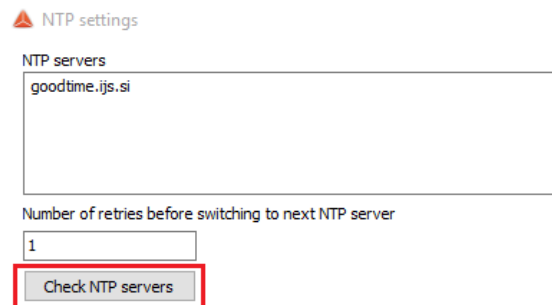 NTP settings
NTP servers
goodtime.ijs.si
Number of retries before switching to next NTP server
1
Check NTP servers